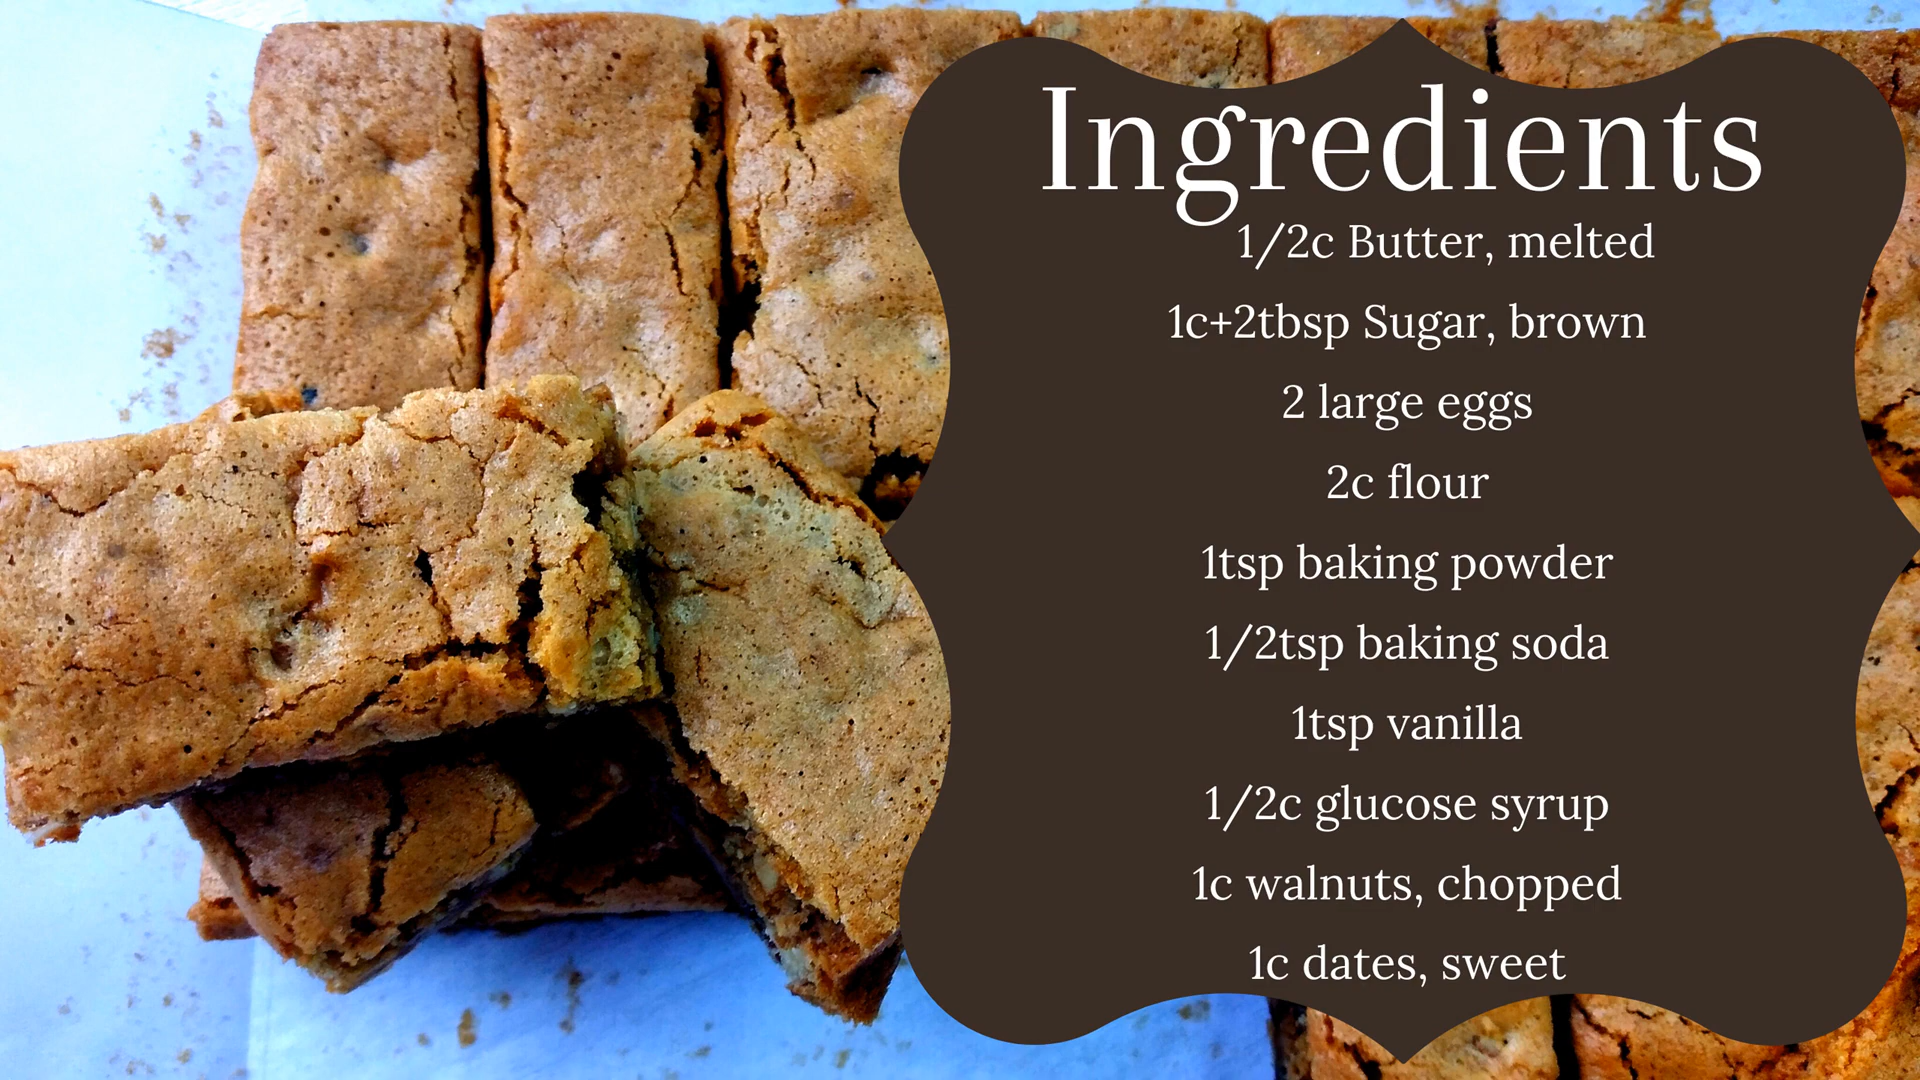 Ingredients
1/2c Butter, melted
1c+2tbsp Sugar, brown
2 large eggs
2c flour
1tsp baking powder
1/2tsp baking soda
1tsp vanilla
1/2c glucose syrup
1c walnuts, chopped
1c dates, sweet